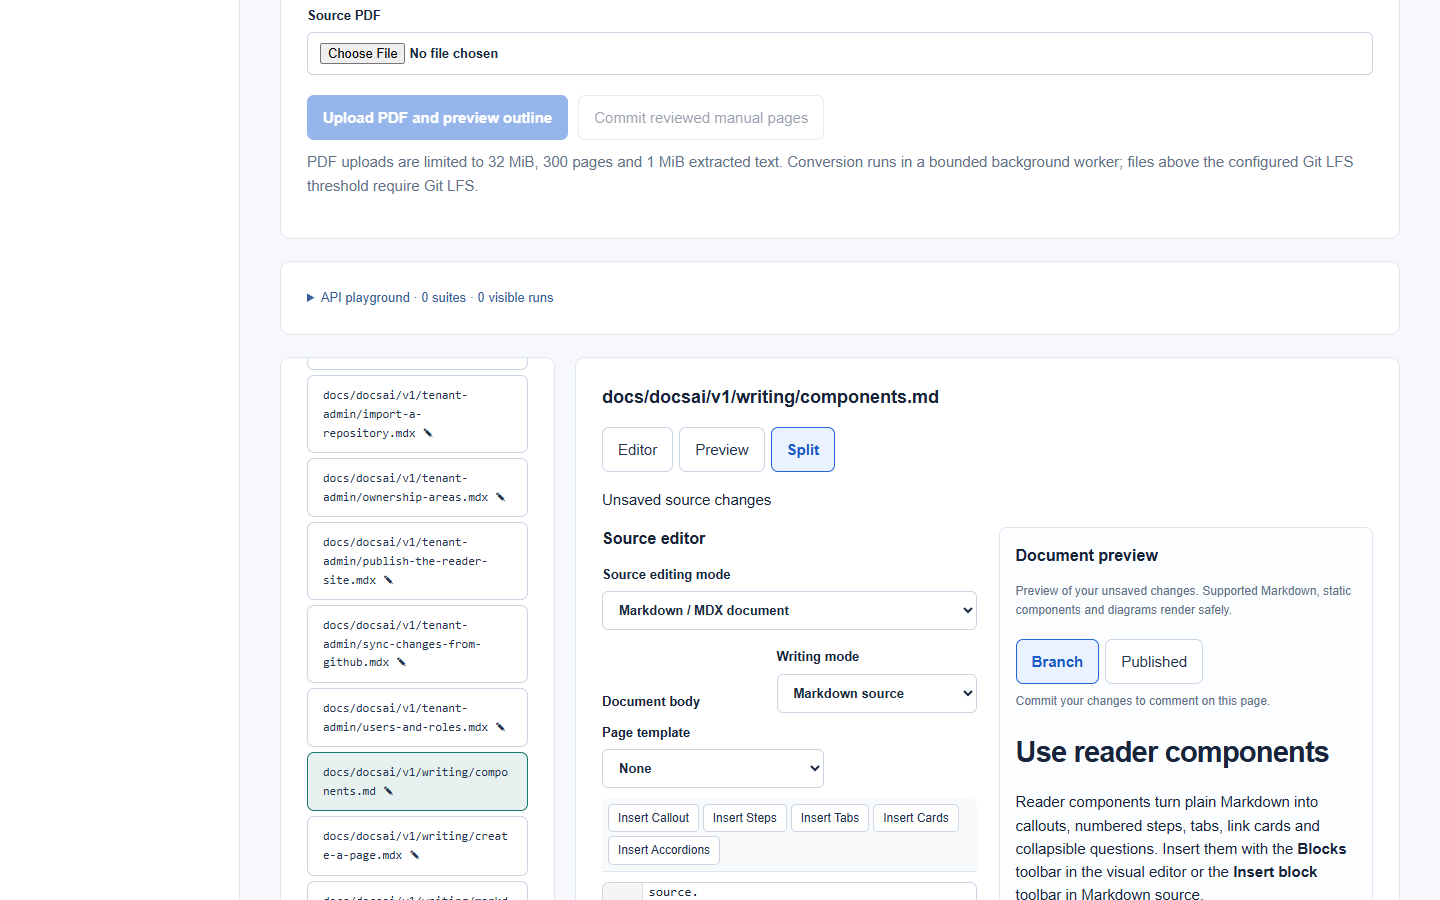 Source PDF
Choose File No file chosen
Upload PDF and preview outline
Commit reviewed manual pages
PDF uploads are limited to 32 MiB, 300 pages and 1 MiB extracted text. Conversion runs in a bounded background worker; files above the configured Git LFS
threshold require Git LFS.
API playground · 0 suites · 0 visible runs
docs/docsai/v1/tenant-
admin/import-a-
repository.mdx
docs/docsai/v1/tenant-
admin/ownership-areas.mdx
docs/docsai/v1/tenant-
admin/publish-the-reader-
site.mdx
docs/docsai/v1/tenant-
admin/sync-changes-from-
github.mdx
docs/docsai/v1/tenant-
admin/users-and-roles.mdx
docs/docsai/v1/writing/compo
nents.md
docs/docsai/v1/writing/creat
e-a-page.mdx
docs/docsai/v1/writing/markd
docs/docsai/v1/writing/components.md
Editor
Preview
Split
Unsaved source changes
Source editor
Source editing mode
Markdown / MDX document
Writing mode
Document body
Markdown source
Page template
None
Insert Callout
Insert Steps
Insert Tabs
Insert Cards
Insert Accordions
source.
Document preview
Preview of your unsaved changes. Supported Markdown, static
components and diagrams render safely.
Branch
Published
Commit your changes to comment on this page.
Use reader components
Reader components turn plain Markdown into
callouts, numbered steps, tabs, link cards and
collapsible questions. Insert them with the Blocks
toolbar in the visual editor or the Insert block
toolbar in Markdown source.